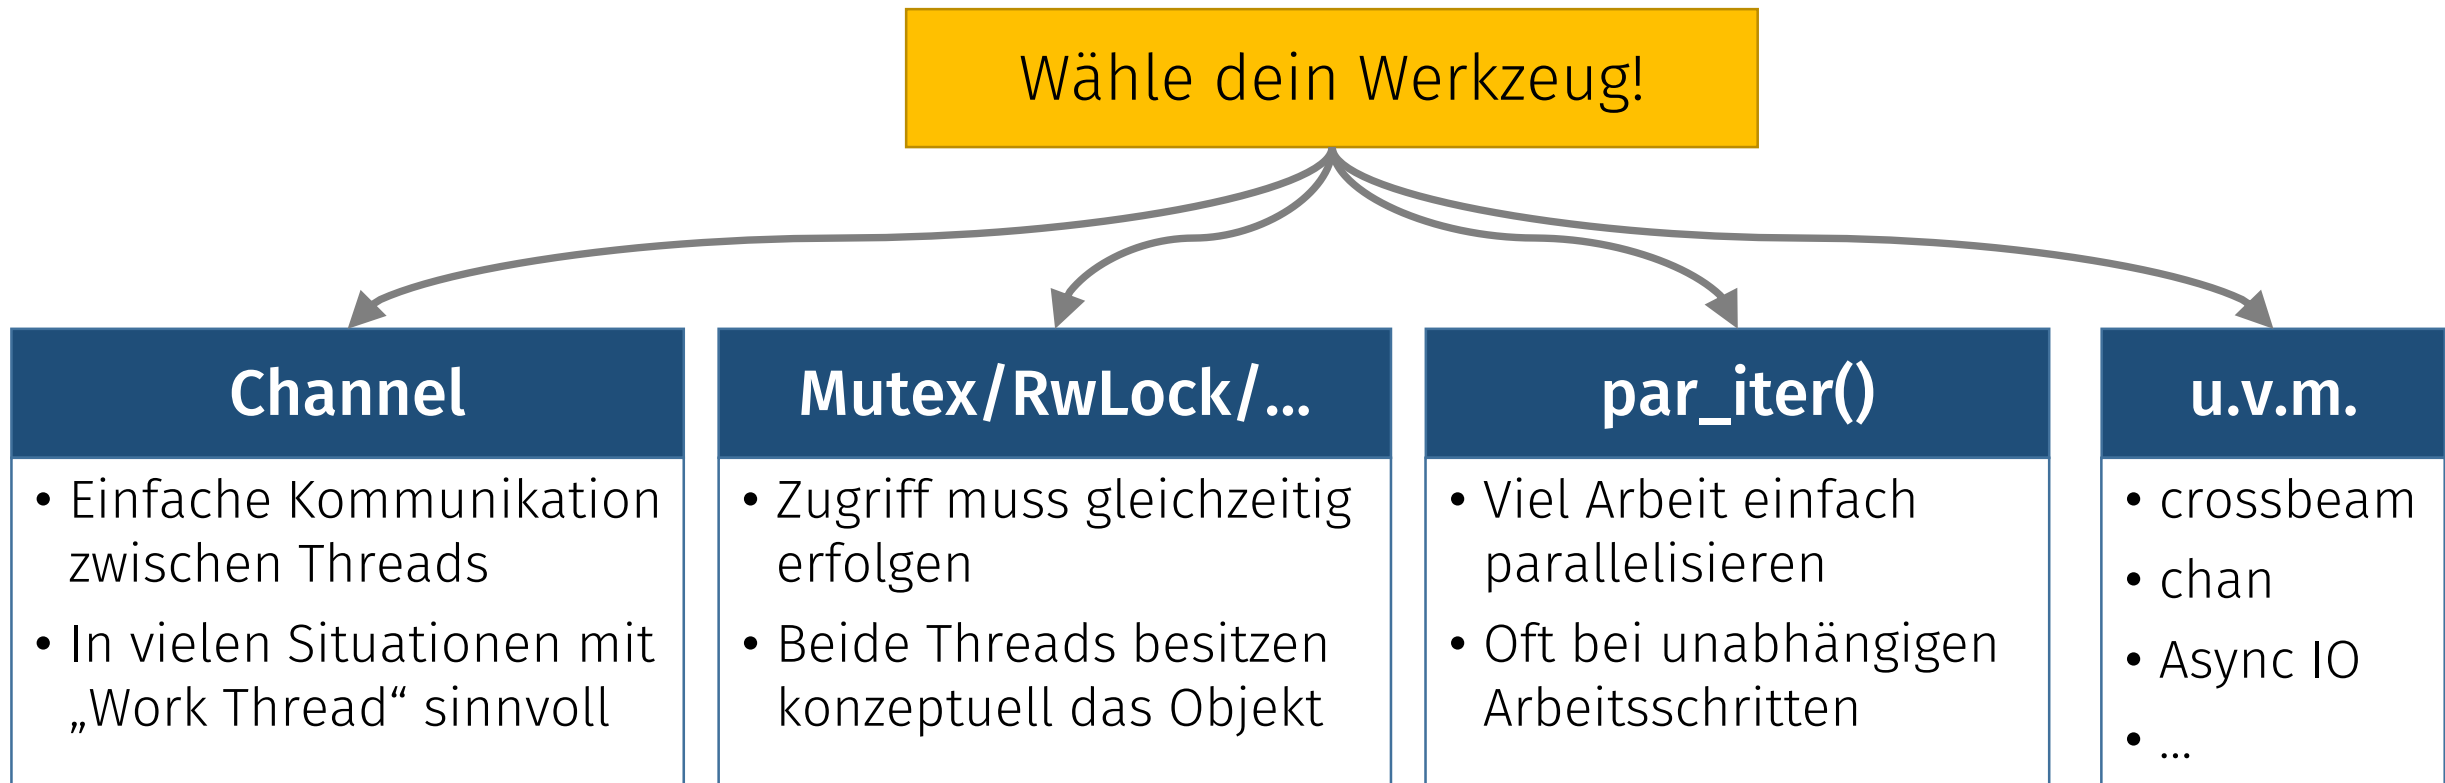 Wähle dein Werkzeug!
Channel
• Einfache Kommunikation
zwischen Threads
• In vielen Situationen mit
„Work Thread“ sinnvoll
Mutex/RwLock/…
• Zugriff muss gleichzeitig
erfolgen
• Beide Threads besitzen
konzeptuell das Objekt
par_iter()
• Viel Arbeit einfach
parallelisieren
• Oft bei unabhängigen
Arbeitsschritten
u.v.m.
• crossbeam
• chan
• Async IO
• …